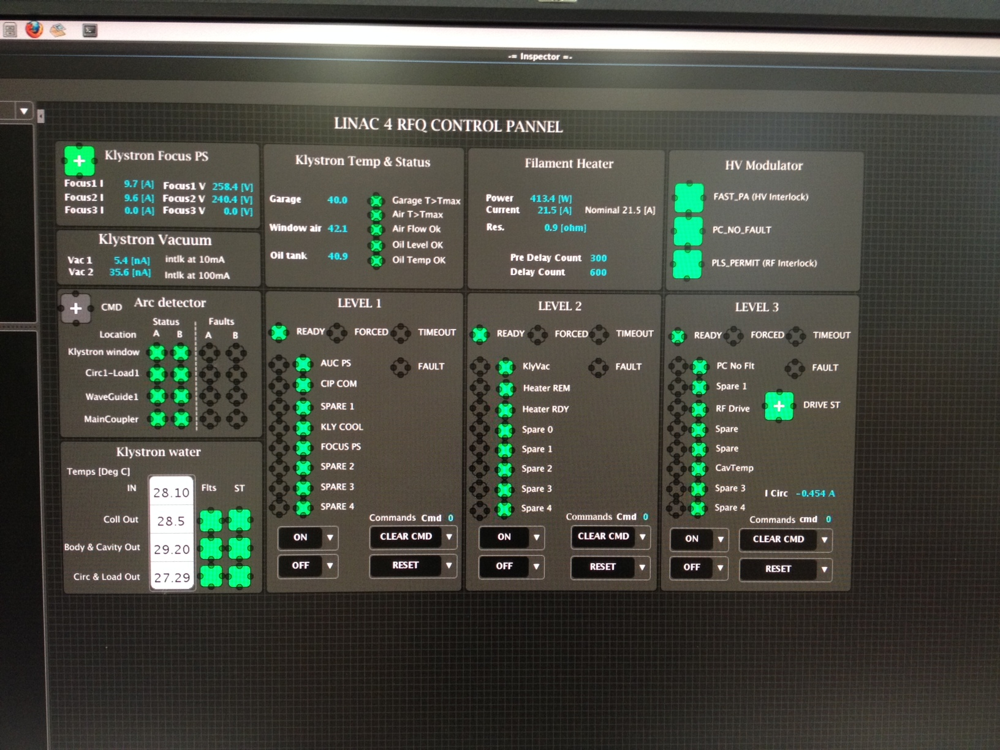 -= Inspector =-
LINAC 4 RFQ CONTROL PANNEL
+ Klystron Focus PS
Focus1 I 9.7 [A] Focus1 V 258.4 [V]
Focus2 I 9.6 [A] Focus2 V 240.4 [V]
Focus3 I 0.0 [A] Focus3 V 0.0 [V]
Klystron Vacuum
Vac 1 5.4 [nA] intlk at 10mA
Vac 2 35.6 [nA] Intlk at 100mA
+ CMD Arc detector
Status Faults
Location A B A B
Klystron window
Circ1-Load1
WaveGuide1
MainCoupler
Klystron water
Temps [Deg C]
IN 28.10 Flts ST
Coll Out 28.5
Body & Cavity Out 29.20
Circ & Load Out 27.29
Klystron Temp & Status
Garage 40.0 Garage T>Tmax
Air T>Tmax
Window air 42.1 Air Flow Ok
Oil Level OK
Oil tank 40.9 Oil Temp OK
Filament Heater
Power 413.4 [W]
Current 21.5 [A] Nominal 21.5 [A]
Res. 0.9 [ohm]
Pre Delay Count 300
Delay Count 600
HV Modulator
FAST_PA (HV Interlock)
PC_NO_FAULT
PLS_PERMIT (RF Interlock)
LEVEL 1
READY FORCED TIMEOUT
AUC PS FAULT
CIP COM
SPARE 1
KLY COOL
FOCUS PS
SPARE 2
SPARE 3
SPARE 4
Commands Cmd 0
ON CLEAR CMD
OFF RESET
LEVEL 2
READY FORCED TIMEOUT
KlyVac FAULT
Heater REM
Heater RDY
Spare 0
Spare 1
Spare 2
Spare 3
Spare 4
Commands Cmd 0
ON CLEAR CMD
OFF RESET
LEVEL 3
READY FORCED TIMEOUT
PC No Flt FAULT
Spare 1
RF Drive + DRIVE ST
Spare
Spare
CavTemp
Spare 3 I Circ -0.454 A
Spare 4
Commands cmd 0
ON CLEAR CMD
OFF RESET